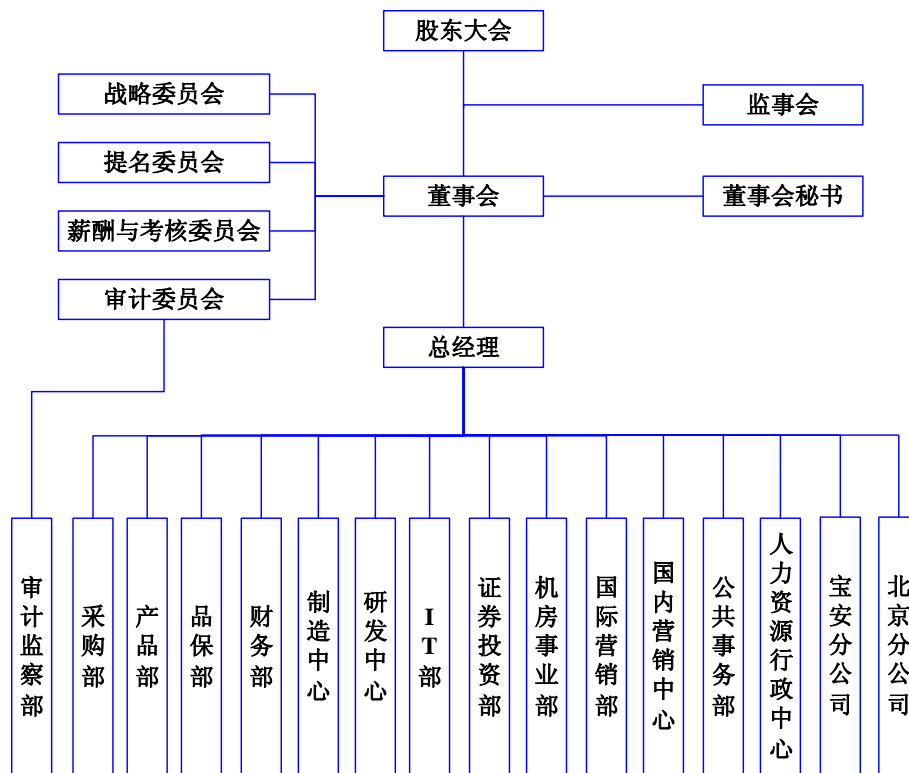 股东大会
战略委员会
监事会
提名委员会
董事会
董事会秘书
薪酬与考核委员会
审计委员会
总经理
审计监察部
采购部
产品部
品保部
财务部
制造中心
研发中心
IT部
证券投资部
机房事业部
国际营销部
国内营销中心
公共事务部
人力资源行政中心
宝安分公司
北京分公司